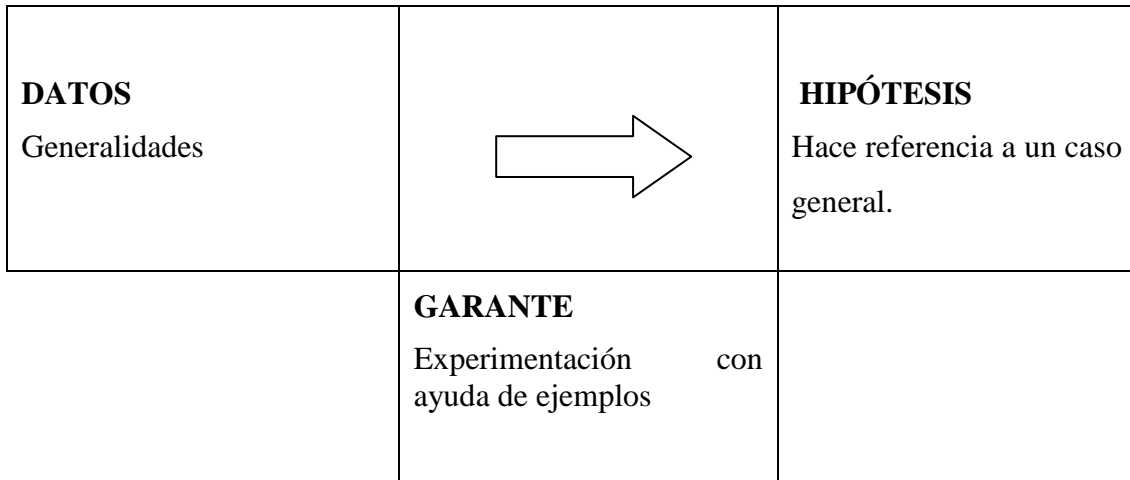 DATOS
Generalidades
HIPÓTESIS
Hace referencia a un caso
general.
GARANTE
Experimentación con
ayuda de ejemplos